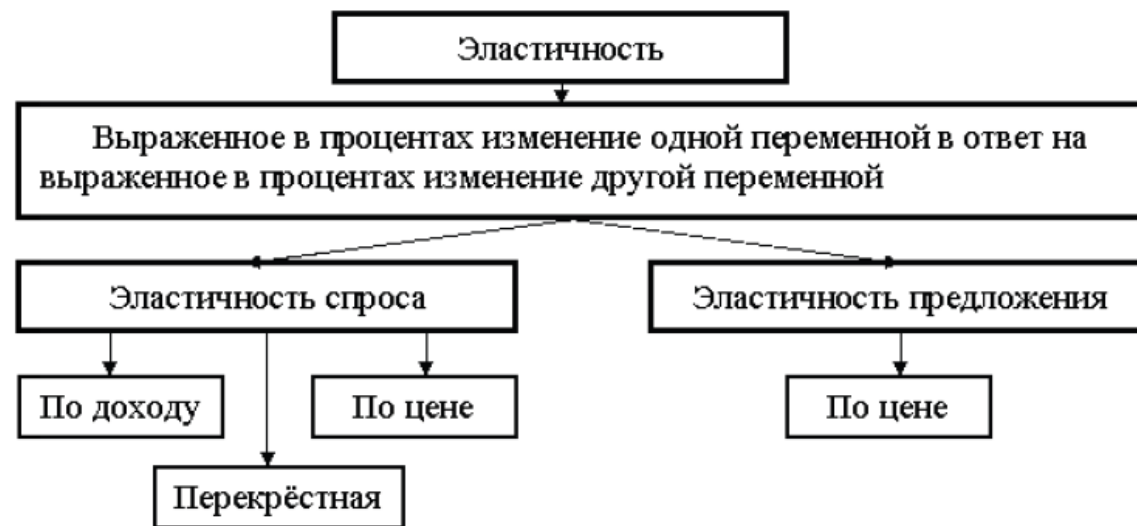 Эластичность
Выраженное в процентах изменение одной переменной в ответ на
выраженное в процентах изменение другой переменной
Эластичность спроса
Эластичность предложения
По доходу
По цене
По цене
Перекрёстная